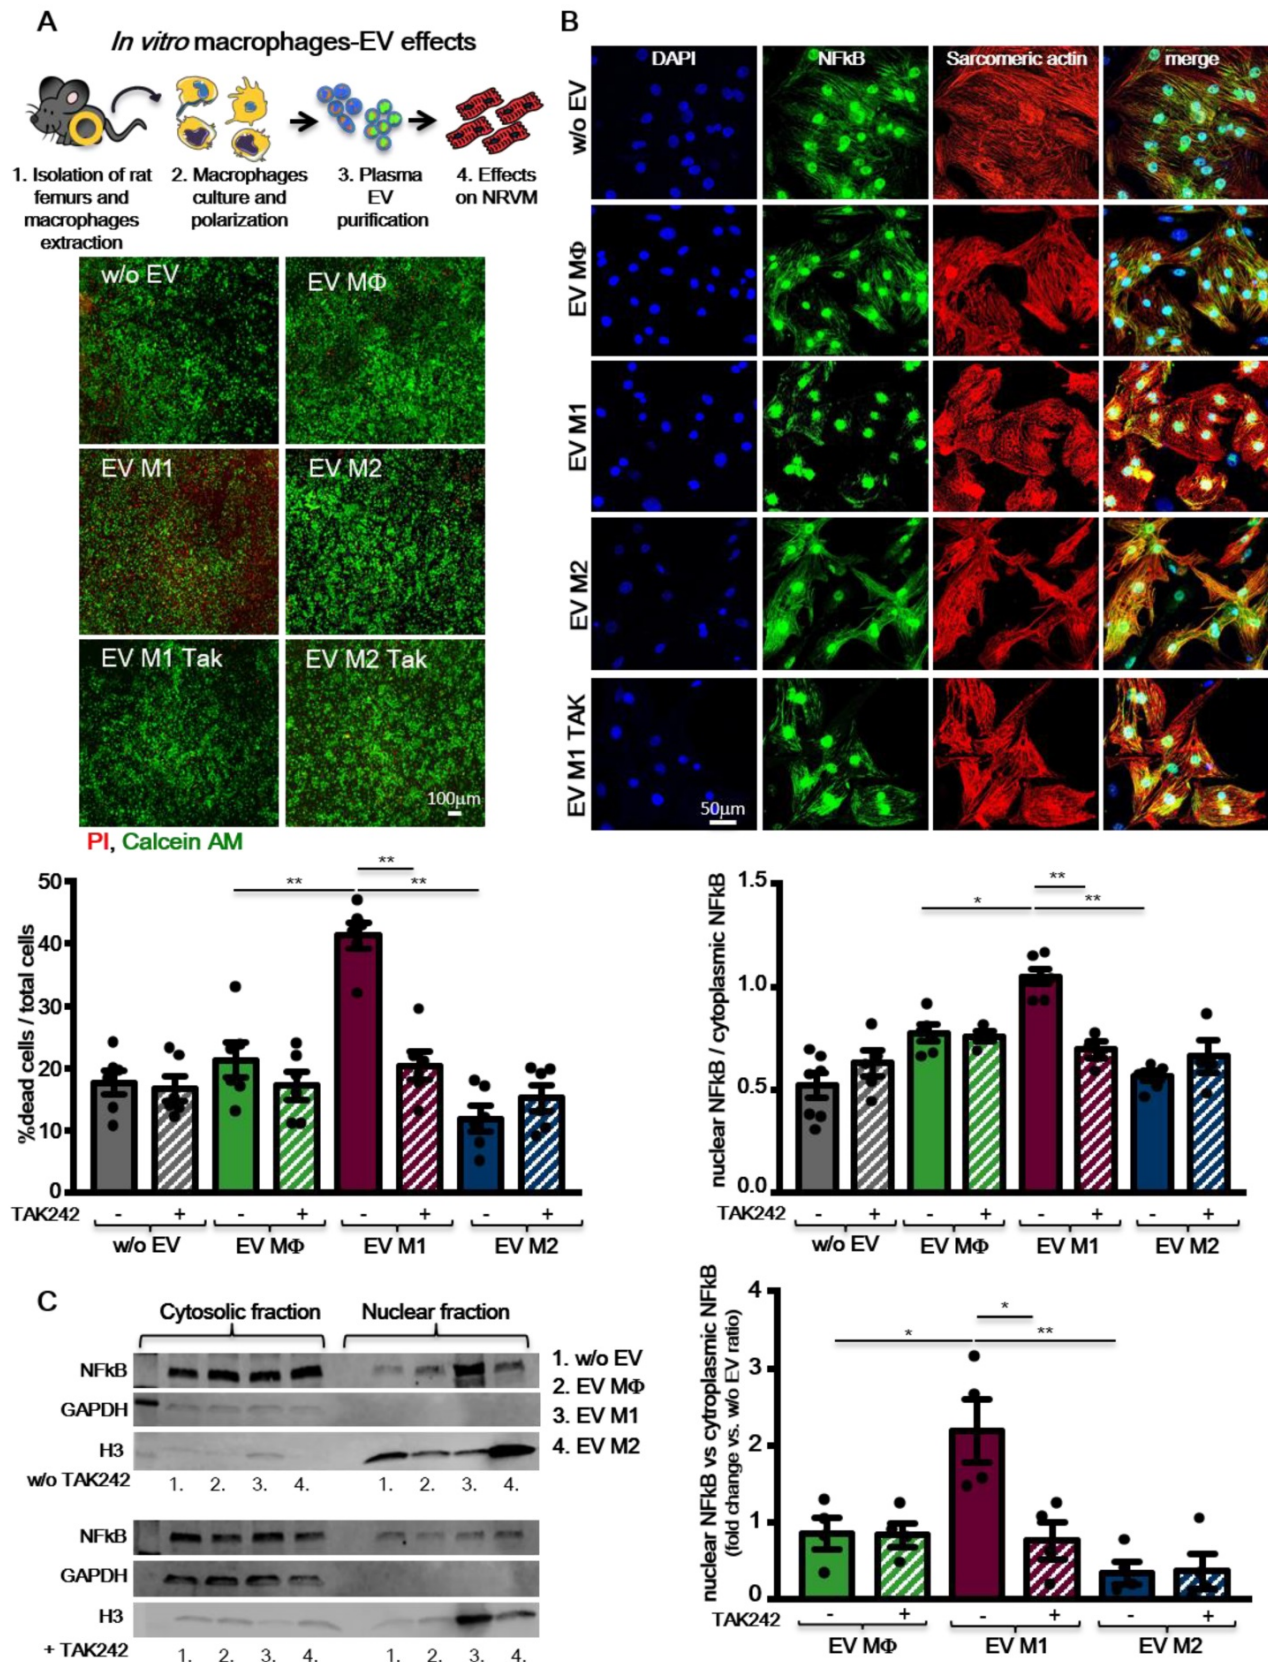 A
In vitro macrophages-EV effects
1. Isolation of rat
femurs and
macrophages
extraction
2. Macrophages
culture and
polarization
3. Plasma
EV
purification
4. Effects
on NRVM
w/o EV
EV MΦ
EV M1
EV M2
EV M1 Tak
EV M2 Tak
100µm
PI, Calcein AM
B
DAPI
NFkB
Sarcomeric actin
merge
w/o EV
EV MΦ
EV M1
EV M2
EV M1 TAK
50µm
%dead cells / total cells
50
40
30
20
10
0
** ** **
TAK242 - + - + - + - +
w/o EV EV MΦ EV M1 EV M2
nuclear NFkB / cytoplasmic NFkB
1.5
1.0
0.5
0.0
* ** **
TAK242 - + - + - + - +
w/o EV EV MΦ EV M1 EV M2
C
Cytosolic fraction Nuclear fraction
NFkB
GAPDH
H3
w/o TAK242 1. 2. 3. 4. 1. 2. 3. 4.
1. w/o EV
2. EV MΦ
3. EV M1
4. EV M2
NFkB
GAPDH
H3
+ TAK242 1. 2. 3. 4. 1. 2. 3. 4.
nuclear NFkB vs cytoplasmic NFkB
(fold change vs. w/o EV ratio)
4
3
2
1
0
* * **
TAK242 - + - + - +
EV MΦ EV M1 EV M2